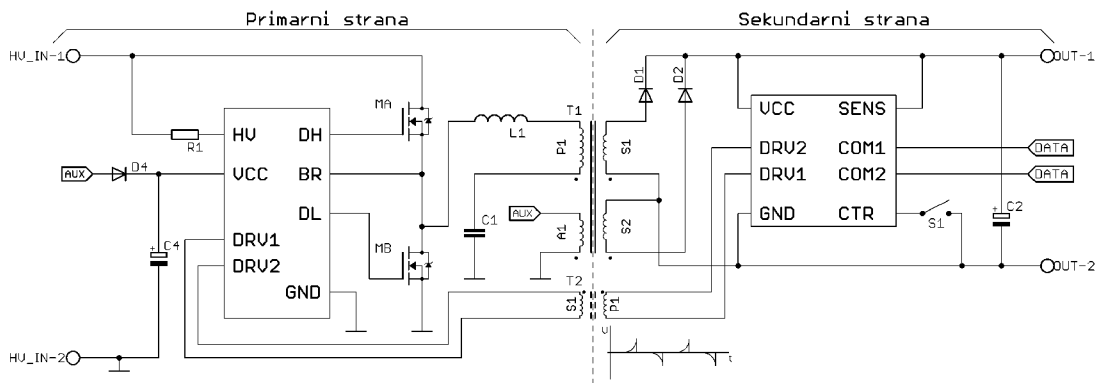 Primarni strana
Sekundarni strana
HV_IN-1
OUT-1
D1
D2
MA
T1
VCC
SENS
R1
HV
DH
L1
P1
S1
DRV2
COM1
DATA
D4
AUX
VCC
BR
DRV1
COM2
DATA
DL
AUX
GND
CTR
S1
C2
C4
DRV1
MB
C1
A1
S2
DRV2
GND
T2
S1
P1
OUT-2
U
t
HV_IN-2